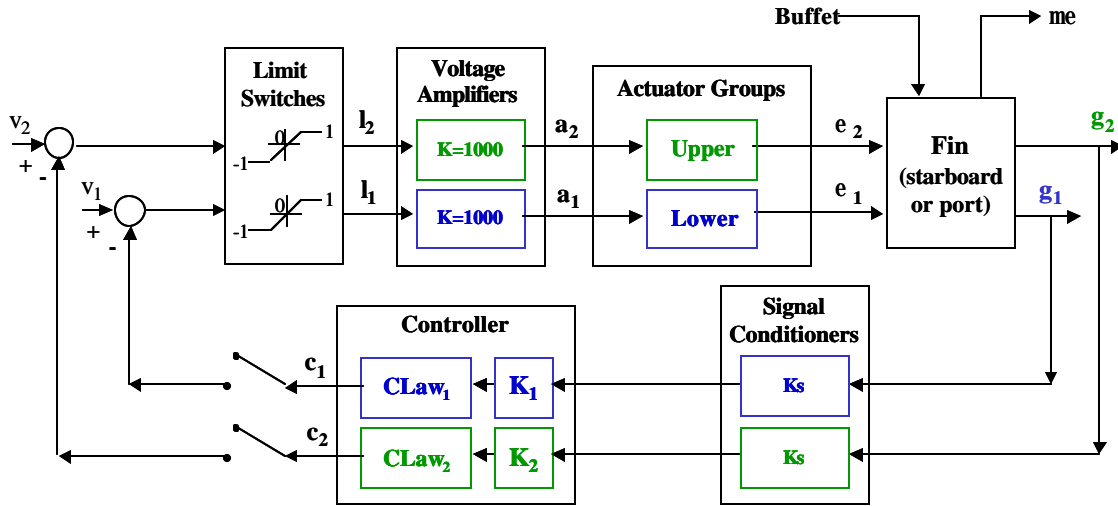 Buffet
me
Limit
Switches
Voltage
Amplifiers
Actuator Groups
v2
+
-
0
1
-1
l2
K=1000
a2
Upper
e 2
Fin
(starboard
or port)
g2
v1
+
-
0
1
-1
l1
K=1000
a1
Lower
e 1
g1
Controller
Signal
Conditioners
c1
CLaw1
K1
Ks
c2
CLaw2
K2
Ks